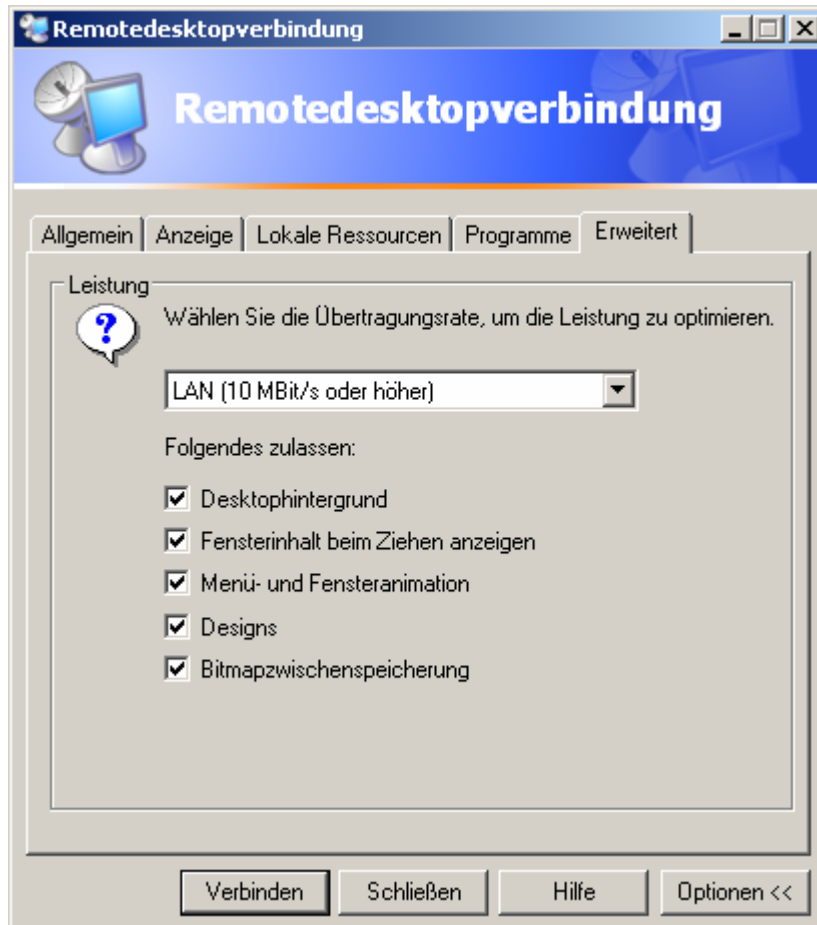 Remotedesktopverbindung
Remotedesktopverbindung
Allgemein Anzeige Lokale Ressourcen Programme Erweitert
Leistung
Wählen Sie die Übertragungsrate, um die Leistung zu optimieren.
LAN (10 MBit/s oder höher)
Folgendes zulassen:
Desktophintergrund
Fensterinhalt beim Ziehen anzeigen
Menü- und Fensteranimation
Designs
Bitmapzwischenspeicherung
Verbinden Schließen Hilfe Optionen <<